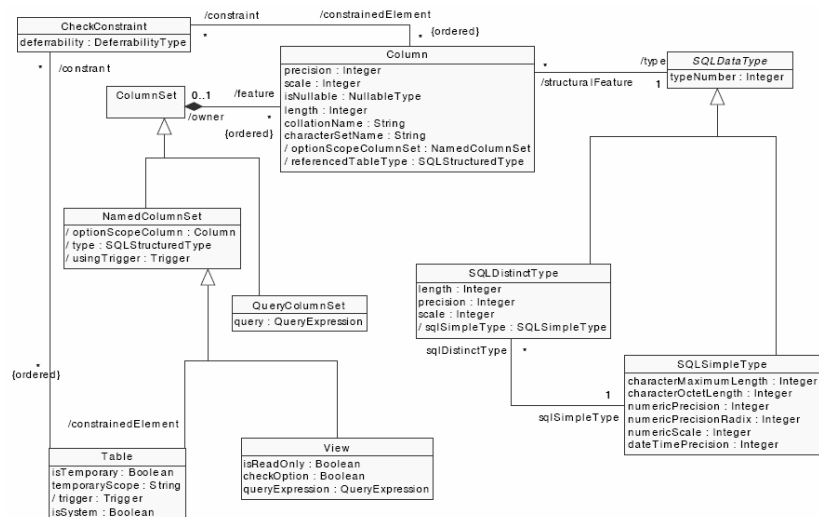 CheckConstraint
deferrability : DeferrabilityType
/constraint
/constrainedElement
*
*
{ordered}
*
/constrant
ColumnSet
0..1
/owner
/feature
*
{ordered}
Column
precision : Integer
scale : Integer
isNullable : NullableType
length : Integer
collationName : String
characterSetName : String
/ optionScopeColumnSet : NamedColumnSet
/ referencedTableType : SQLStructuredType
*
/structuralFeature
/type
1
SQLDataType
typeNumber : Integer
NamedColumnSet
/ optionScopeColumn : Column
/ type : SQLStructuredType
/ usingTrigger : Trigger
QueryColumnSet
query : QueryExpression
SQLDistinctType
length : Integer
precision : Integer
scale : Integer
/ sqlSimpleType : SQLSimpleType
sqlDistinctType
*
1
sqlSimpleType
SQLSimpleType
characterMaximumLength : Integer
characterOctetLength : Integer
numericPrecision : Integer
numericPrecisionRadix : Integer
numericScale : Integer
dateTimePrecision : Integer
*
{ordered}
/constrainedElement
Table
isTemporary : Boolean
temporaryScope : String
/ trigger : Trigger
isSystem : Boolean
View
isReadOnly : Boolean
checkOption : Boolean
queryExpression : QueryExpression